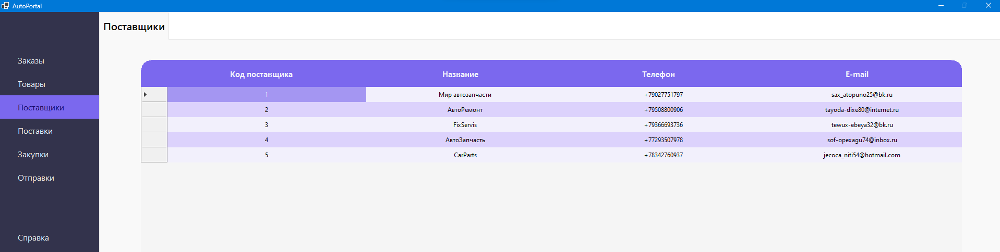 AutoPortal
Поставщики
Заказы
Товары
Поставщики
Поставки
Закупки
Отправки
Справка
Код поставщика Название Телефон E-mail
1 Мир автозапчасти +79027751797 sax_atopuno25@bk.ru
2 АвтоРемонт +79508800906 tayoda-dixe80@internet.ru
3 FixServis +79366693736 tewux-ebeya32@bk.ru
4 АвтоЗапчасть +77293507978 sof-opexagu74@inbox.ru
5 CarParts +78342760937 jecoca_niti54@hotmail.com